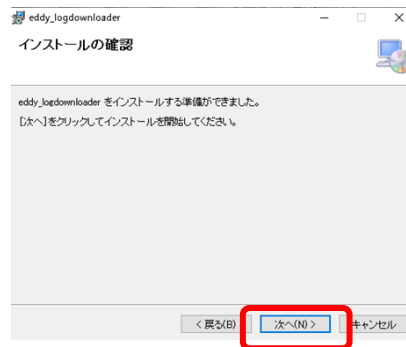 eddy_logdownloader
インストールの確認
eddy_logdownloader をインストールする準備ができました。
[次へ]をクリックしてインストールを開始してください。
< 戻る(B)
次へ(N) >
キャンセル